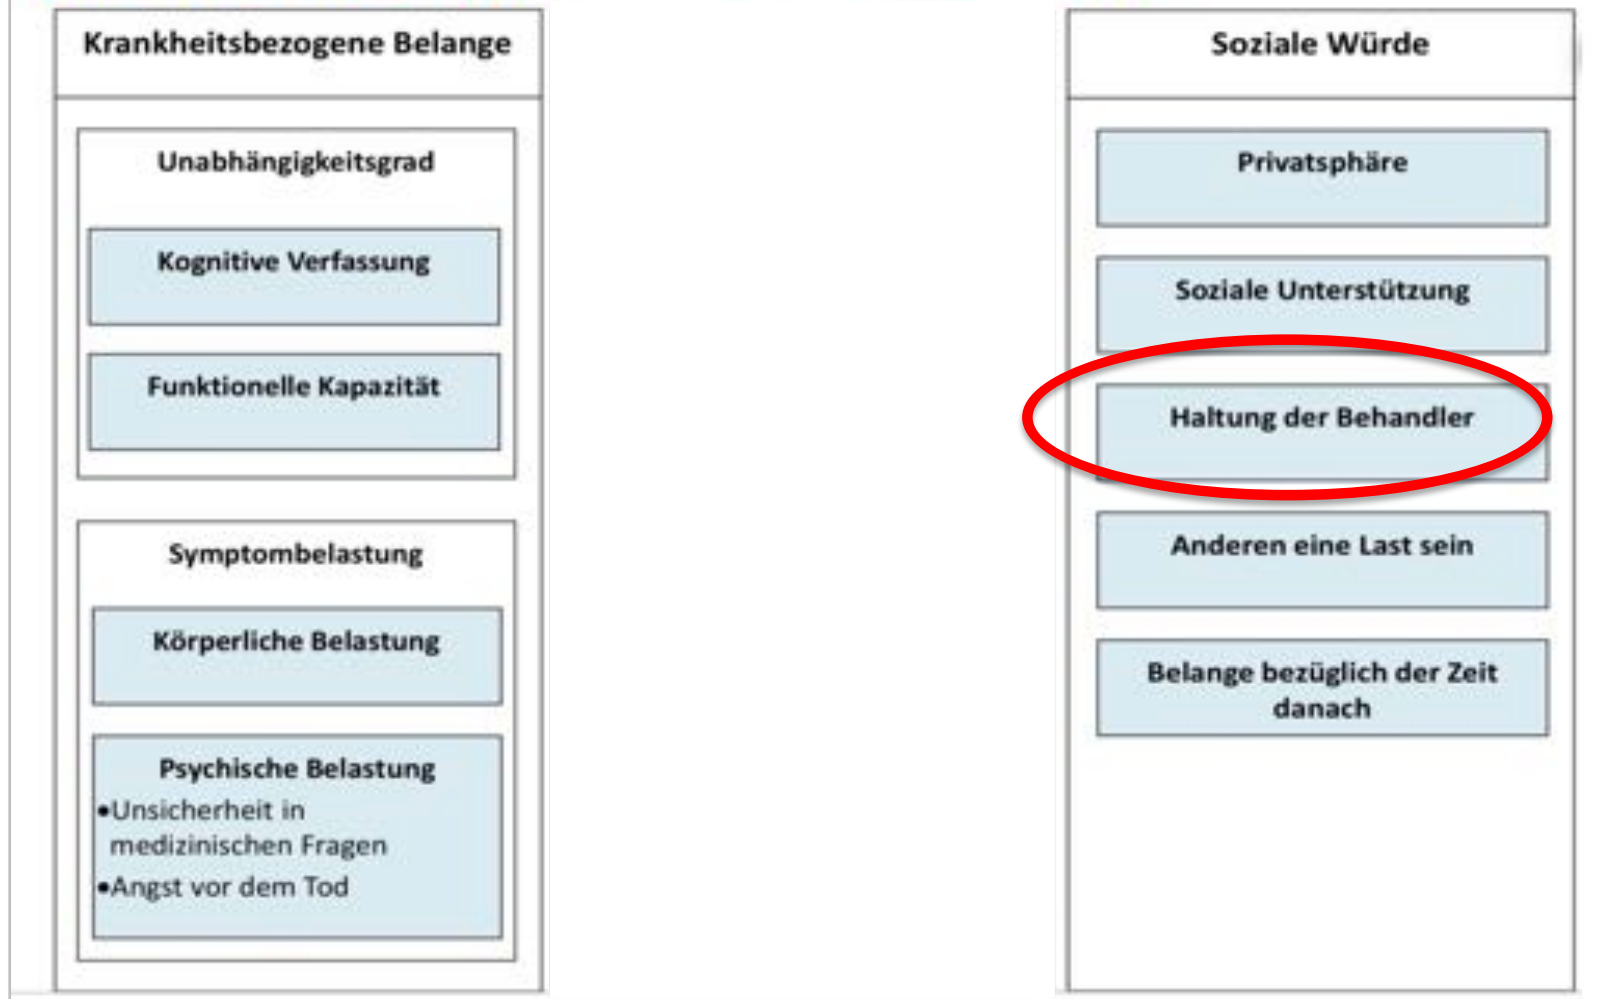 Krankheitsbezogene Belange
Unabhängigkeitsgrad
Kognitive Verfassung
Funktionelle Kapazität
Symptombelastung
Körperliche Belastung
Psychische Belastung
•Unsicherheit in
medizinischen Fragen
•Angst vor dem Tod
Soziale Würde
Privatsphäre
Soziale Unterstützung
Haltung der Behandler
Anderen eine Last sein
Belange bezüglich der Zeit
danach